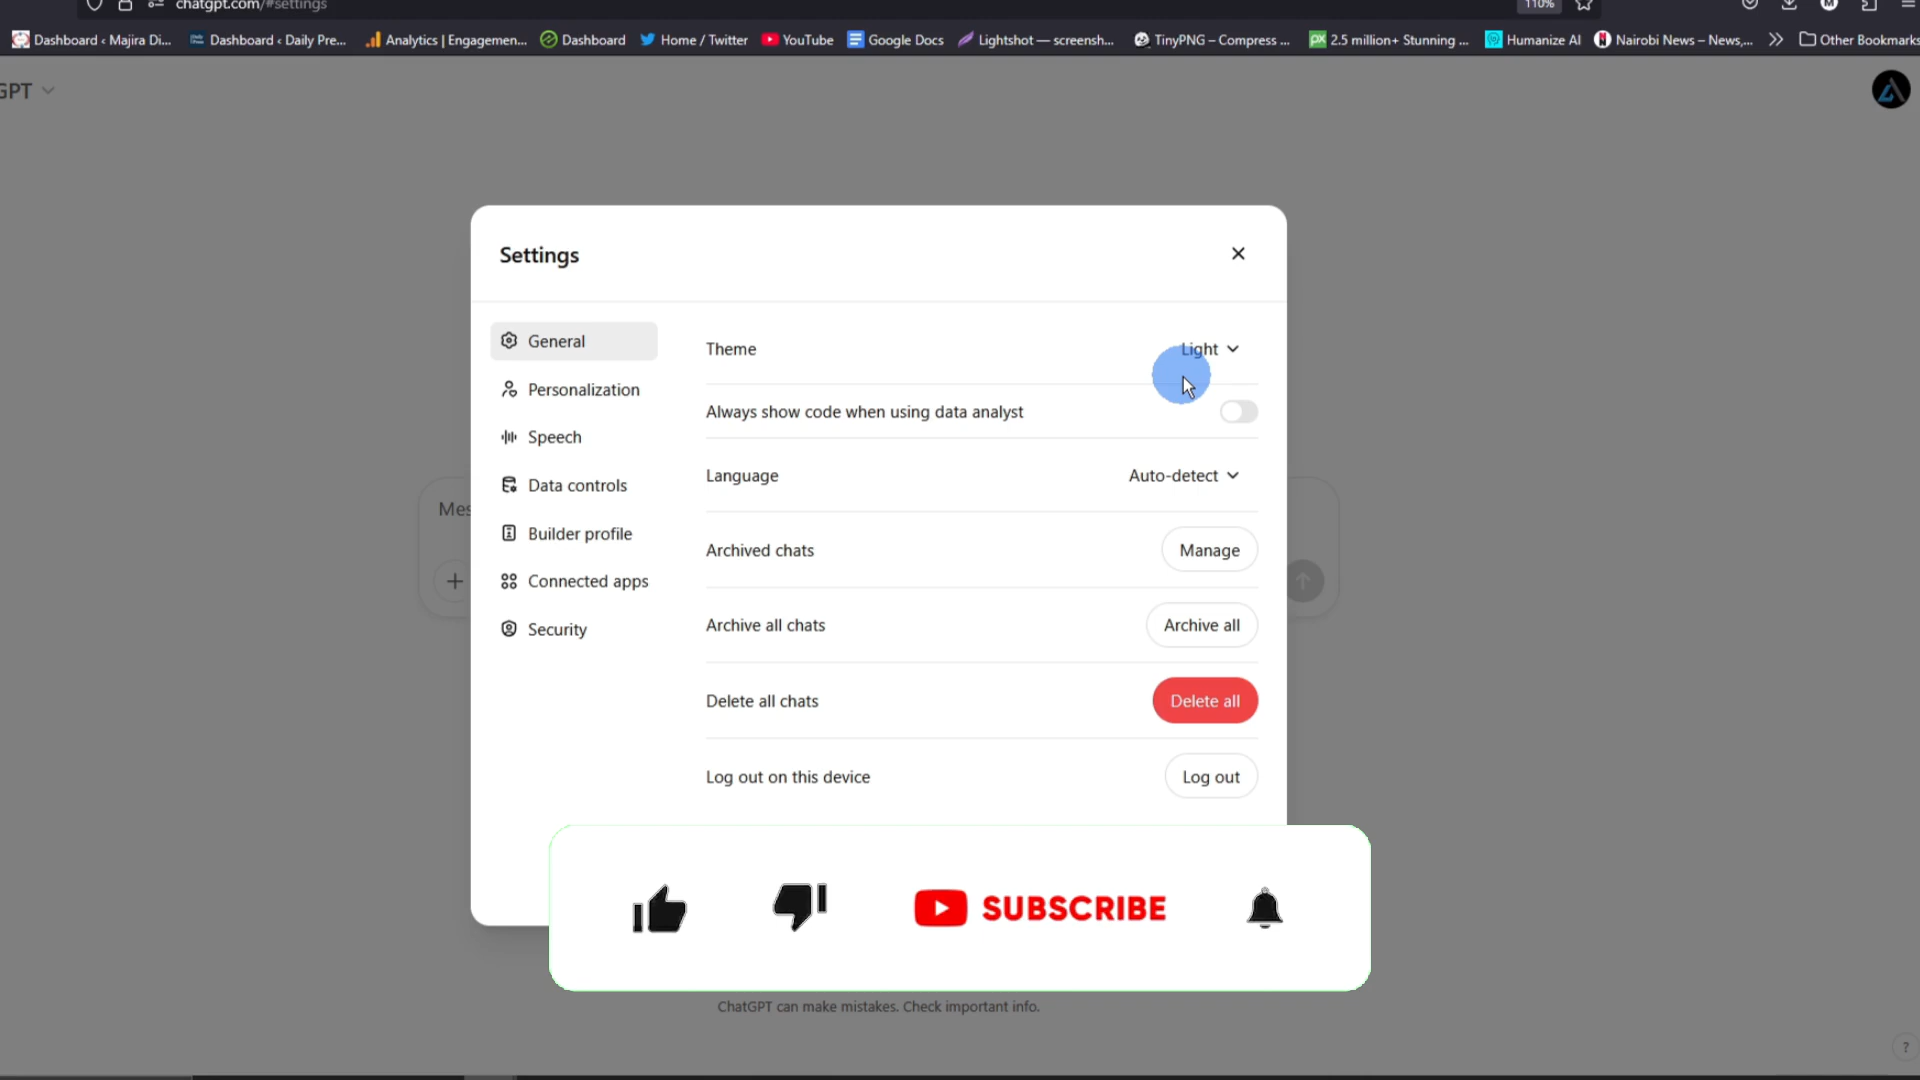 chatgpt.com/#settings
110%
Dashboard ‹ Majira Di...
Dashboard ‹ Daily Pre...
Analytics | Engagemen...
Dashboard
Home / Twitter
YouTube
Google Docs
Lightshot — screensh...
TinyPNG – Compress ...
PX 2.5 million+ Stunning ...
Humanize AI
Nairobi News – News,...
Other Bookmarks
GPT
M
Settings
General
Personalization
Speech
Data controls
Builder profile
Connected apps
Security
Theme
Light
Always show code when using data analyst
Language
Auto-detect
Archived chats
Manage
Archive all chats
Archive all
Delete all chats
Delete all
Log out on this device
Log out
Mes
SUBSCRIBE
ChatGPT can make mistakes. Check important info.
?